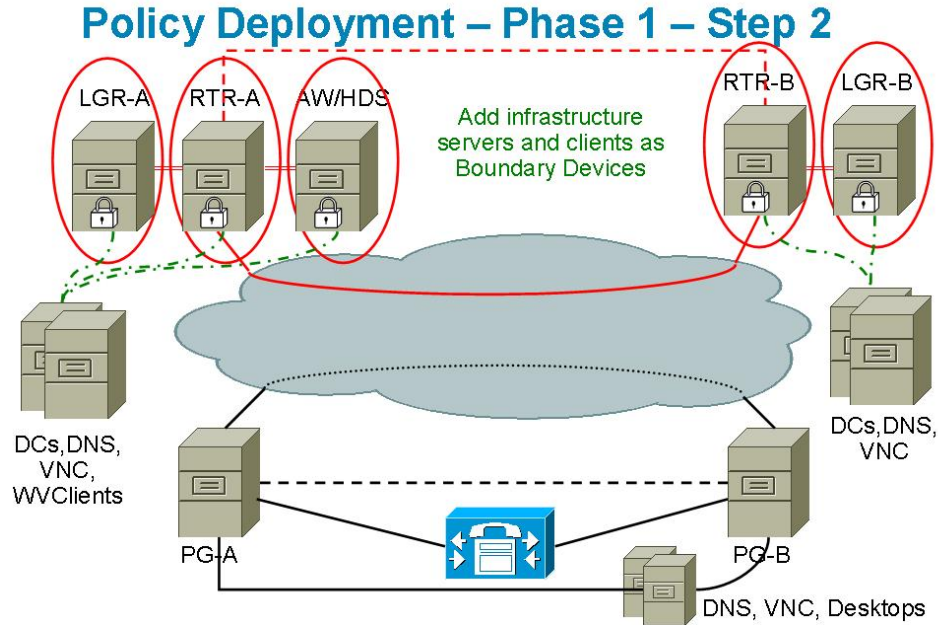 Policy Deployment – Phase 1 – Step 2
LGR-A
RTR-A
AW/HDS
RTR-B
LGR-B
Add infrastructure
servers and clients as
Boundary Devices
DCs,DNS,
VNC,
WVClients
DCs,DNS,
VNC
PG-A
PG-B
DNS, VNC, Desktops